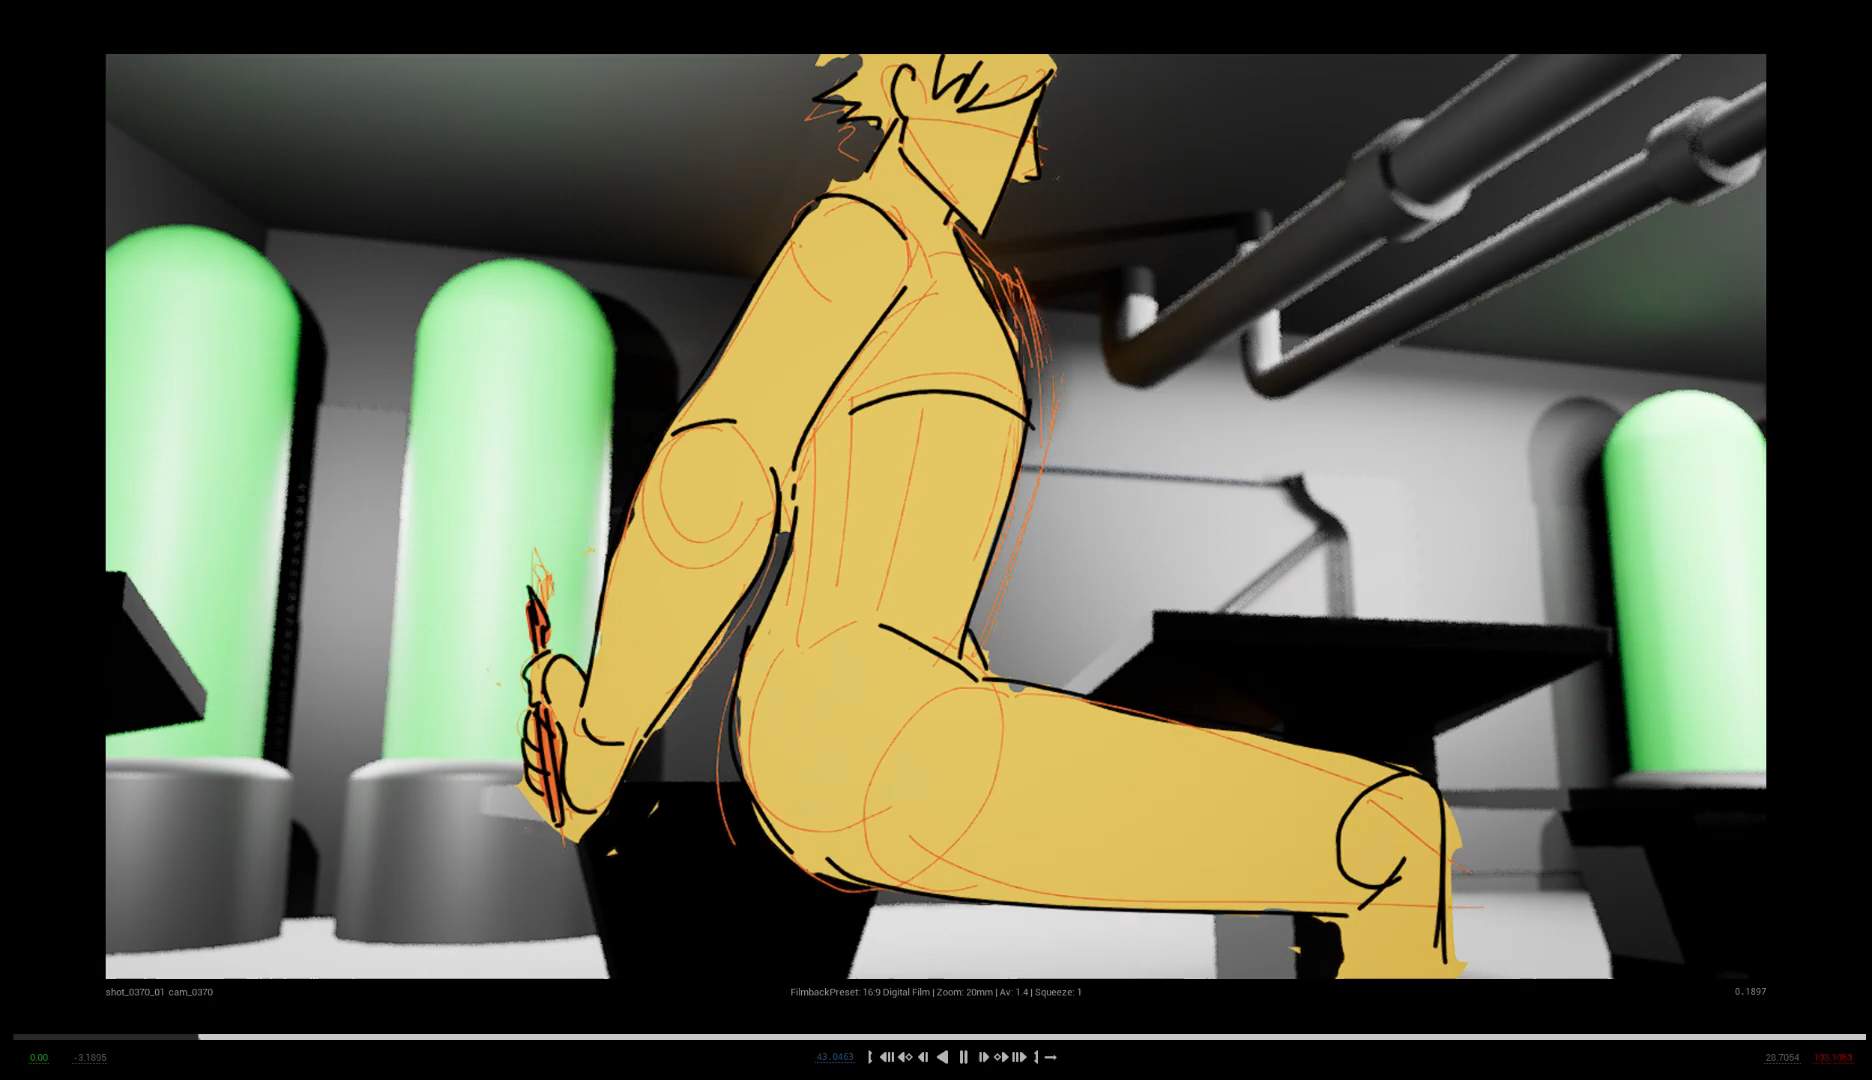 shot_0370_01 cam_0370
FilmbackPreset: 16:9 Digital Film | Zoom: 20mm | Av: 1.4 | Squeeze: 1
0.1897
0.00
-3.1895
43.0463
28.7054